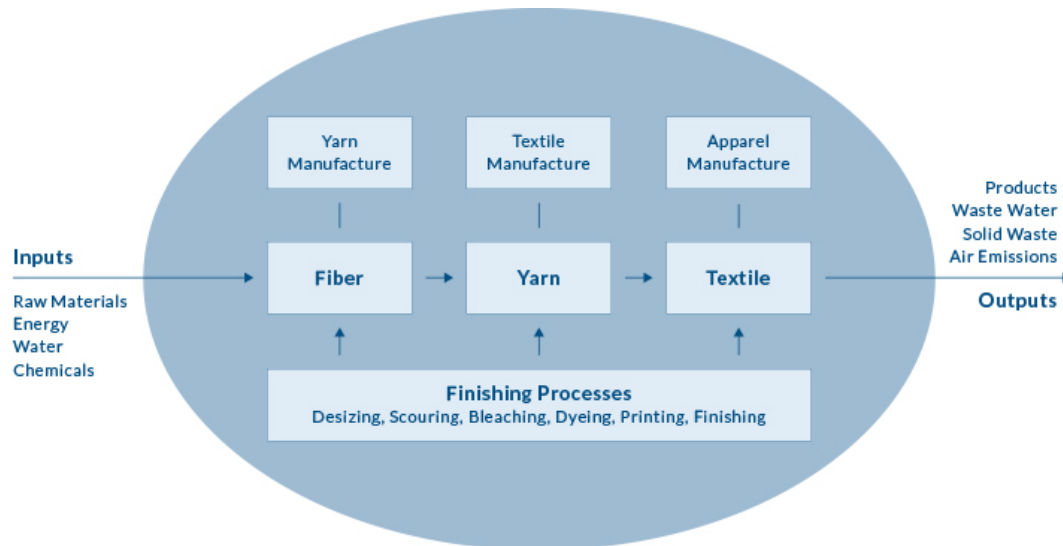 Yarn
Manufacture
Textile
Manufacture
Apparel
Manufacture
Products
Waste Water
Solid Waste
Air Emissions
Inputs
Fiber
Yarn
Textile
Outputs
Raw Materials
Energy
Water
Chemicals
Finishing Processes
Desizing, Scouring, Bleaching, Dyeing, Printing, Finishing